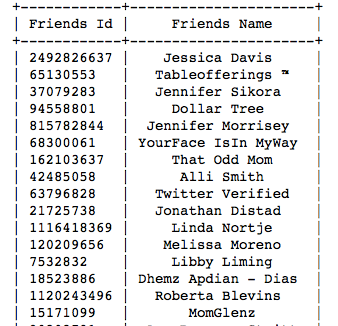 Friends Id | Friends Name
2492826637 | Jessica Davis
65130553 | Tableofferings ™
37079283 | Jennifer Sikora
94558801 | Dollar Tree
815782844 | Jennifer Morrisey
68300061 | YourFace IsIn MyWay
162103637 | That Odd Mom
42485058 | Alli Smith
63796828 | Twitter Verified
21725738 | Jonathan Distad
1116418369 | Linda Nortje
120209656 | Melissa Moreno
7532832 | Libby Liming
18523886 | Dhemz Apdian - Dias
1120243496 | Roberta Blevins
15171099 | MomGlenz